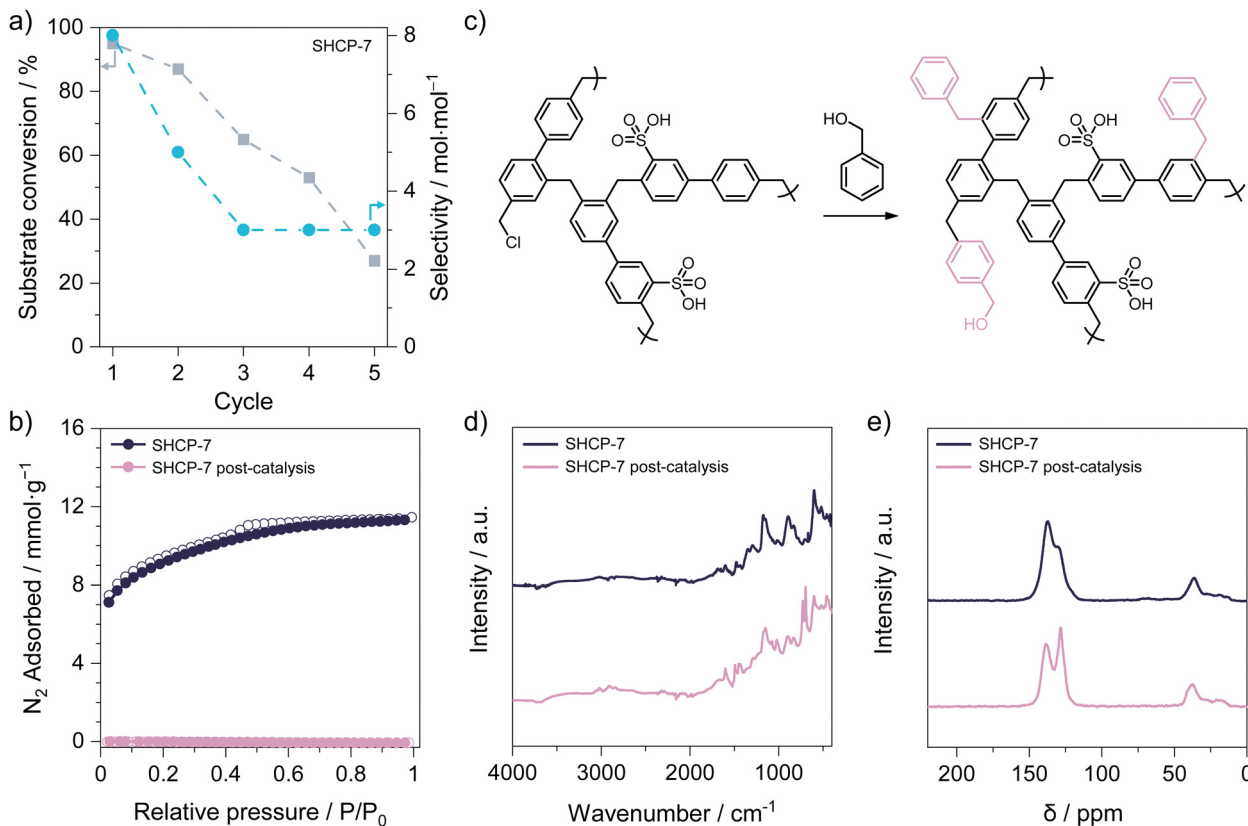 a)
SHCP-7
Substrate conversion / %
100
80
60
40
20
0
8
6
4
2
0
Selectivity / mol·mol⁻¹
1 2 3 4 5
Cycle
c)
Cl
O
S
OH
O
O
S
O
OH
HO
O
S
OH
O
O
S
O
OH
HO
b)
SHCP-7
SHCP-7 post-catalysis
N₂ Adsorbed / mmol·g⁻¹
16
12
8
4
0
0 0.2 0.4 0.6 0.8 1
Relative pressure / P/P₀
d)
SHCP-7
SHCP-7 post-catalysis
Intensity / a.u.
4000 3000 2000 1000
Wavenumber / cm⁻¹
e)
SHCP-7
SHCP-7 post-catalysis
Intensity / a.u.
200 150 100 50 0
δ / ppm